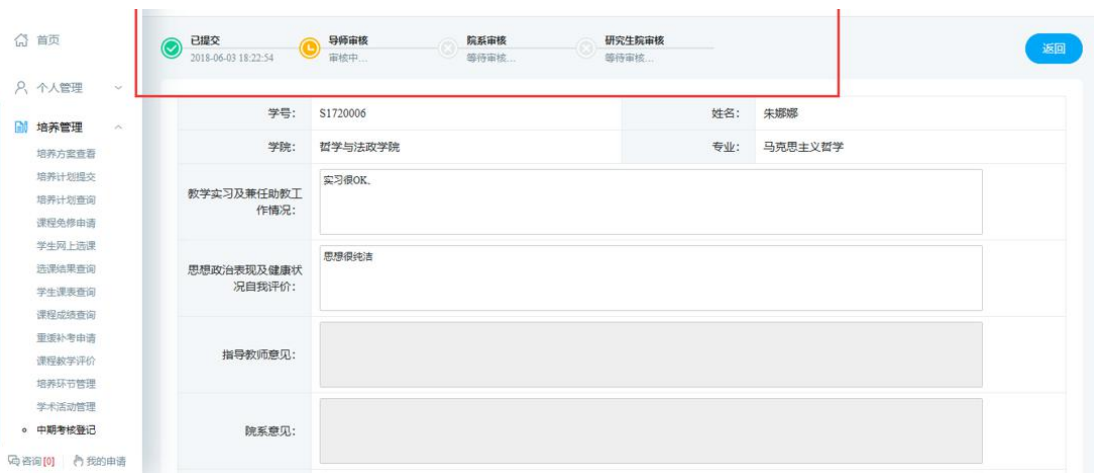 首页
个人管理
培养管理
培养方案查看
培养计划提交
培养计划查询
课程免修申请
学生网上选课
选课结果查询
学生课表查询
课程成绩查询
重修补考申请
课程教学评价
培养环节管理
学术活动管理
中期考核登记
咨询[0] 我的申请
已提交 导师审核 院系审核 研究生院审核
2018-06-03 18:22:54 审核中... 等待审核... 等待审核...
返回
学号: S1720006 姓名: 朱娜娜
学院: 哲学与法政学院 专业: 马克思主义哲学
教学实习及兼任助教工
作情况:
实习很OK。
思想政治表现及健康状
况自我评价:
思想很纯洁
指导教师意见:
院系意见: